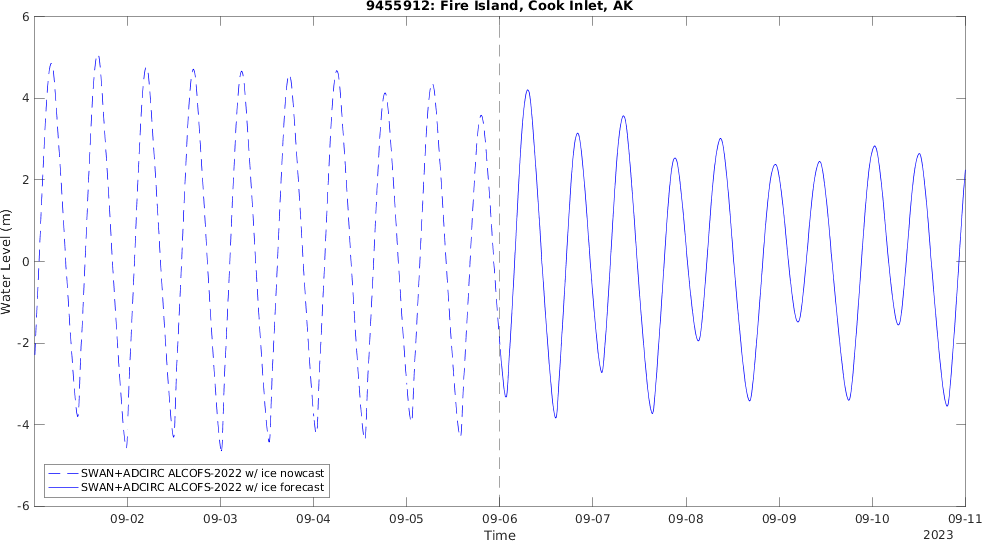 9455912: Fire Island, Cook Inlet, AK
6
4
2
0
-2
-4
-6
Water Level (m)
SWAN+ADCIRC ALCOFS-2022 w/ ice nowcast
SWAN+ADCIRC ALCOFS-2022 w/ ice forecast
09-02 09-03 09-04 09-05 09-06 09-07 09-08 09-09 09-10 09-11
Time
2023